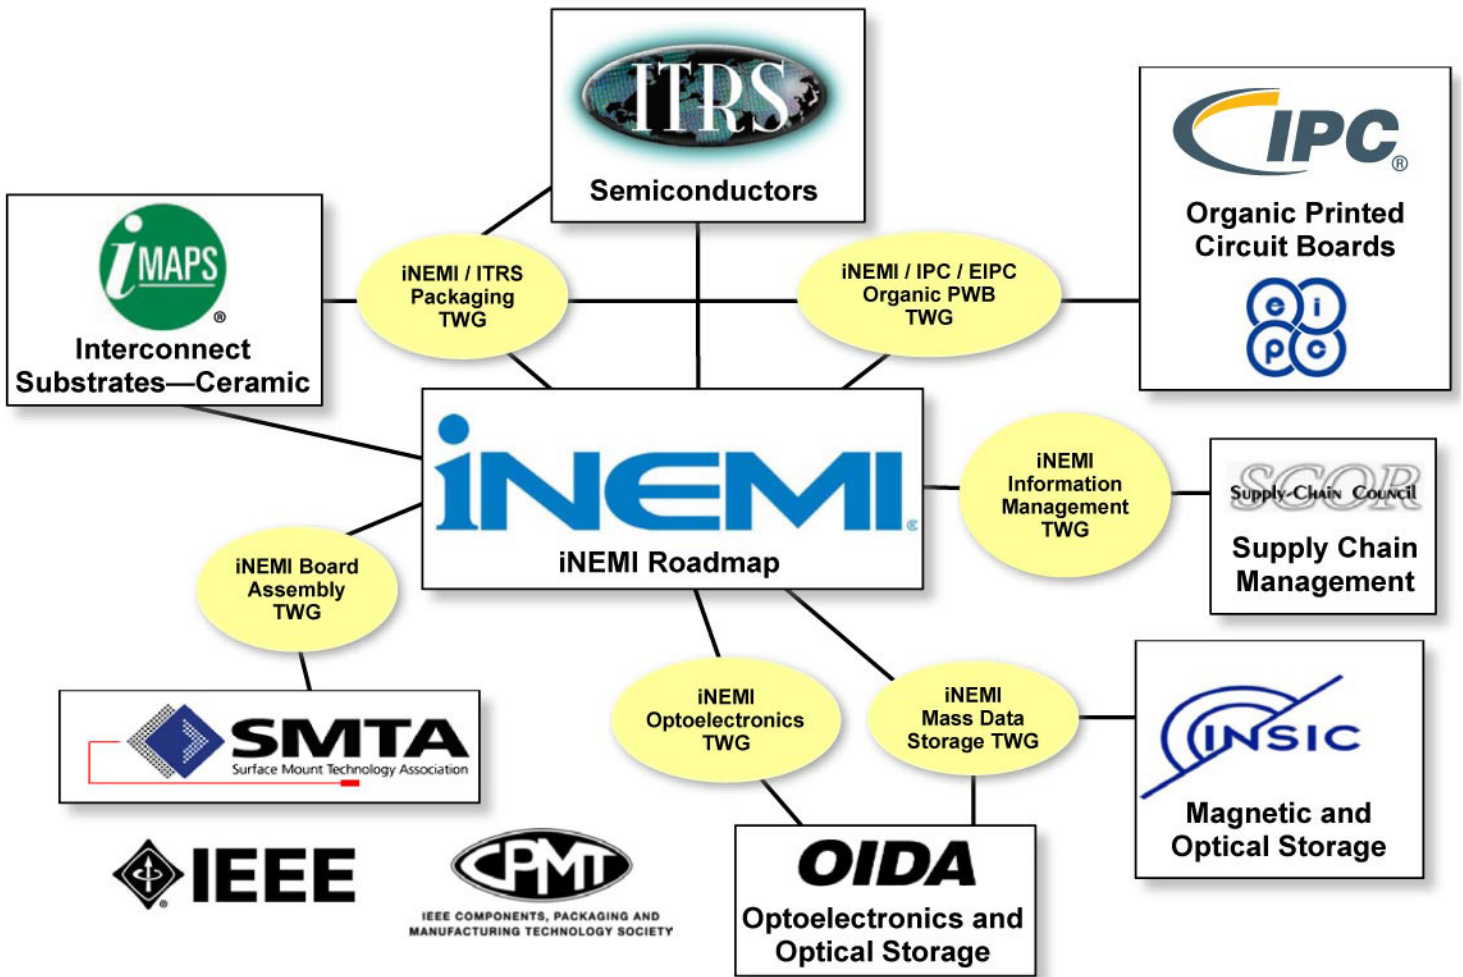 ITRS
Semiconductors
IPC®
Organic Printed
Circuit Boards
eipc
iMAPS®
Interconnect
Substrates—Ceramic
iNEMI / ITRS
Packaging
TWG
iNEMI / IPC / EIPC
Organic PWB
TWG
iNEMI®
iNEMI Roadmap
iNEMI
Information
Management
TWG
SCOR
Supply-Chain Council
Supply Chain
Management
iNEMI Board
Assembly
TWG
SMTA
Surface Mount Technology Association
iNEMI
Optoelectronics
TWG
iNEMI
Mass Data
Storage TWG
INSIC
Magnetic and
Optical Storage
IEEE®
CPMT
IEEE COMPONENTS, PACKAGING AND
MANUFACTURING TECHNOLOGY SOCIETY
OIDA
Optoelectronics and
Optical Storage